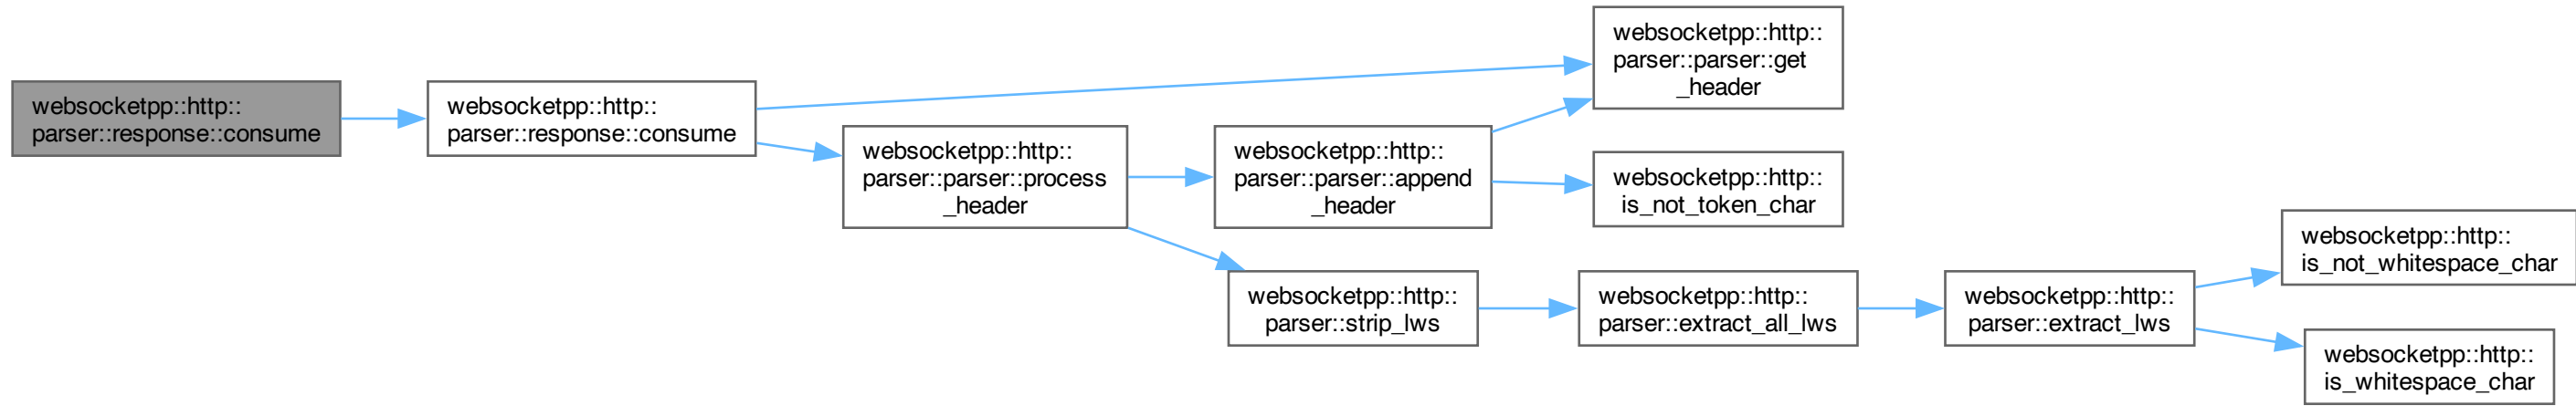 websocketpp::http::
parser::response::consume
websocketpp::http::
parser::response::consume
websocketpp::http::
parser::parser::get
_header
websocketpp::http::
parser::parser::process
_header
websocketpp::http::
parser::parser::append
_header
websocketpp::http::
is_not_token_char
websocketpp::http::
parser::strip_lws
websocketpp::http::
parser::extract_all_lws
websocketpp::http::
parser::extract_lws
websocketpp::http::
is_not_whitespace_char
websocketpp::http::
is_whitespace_char